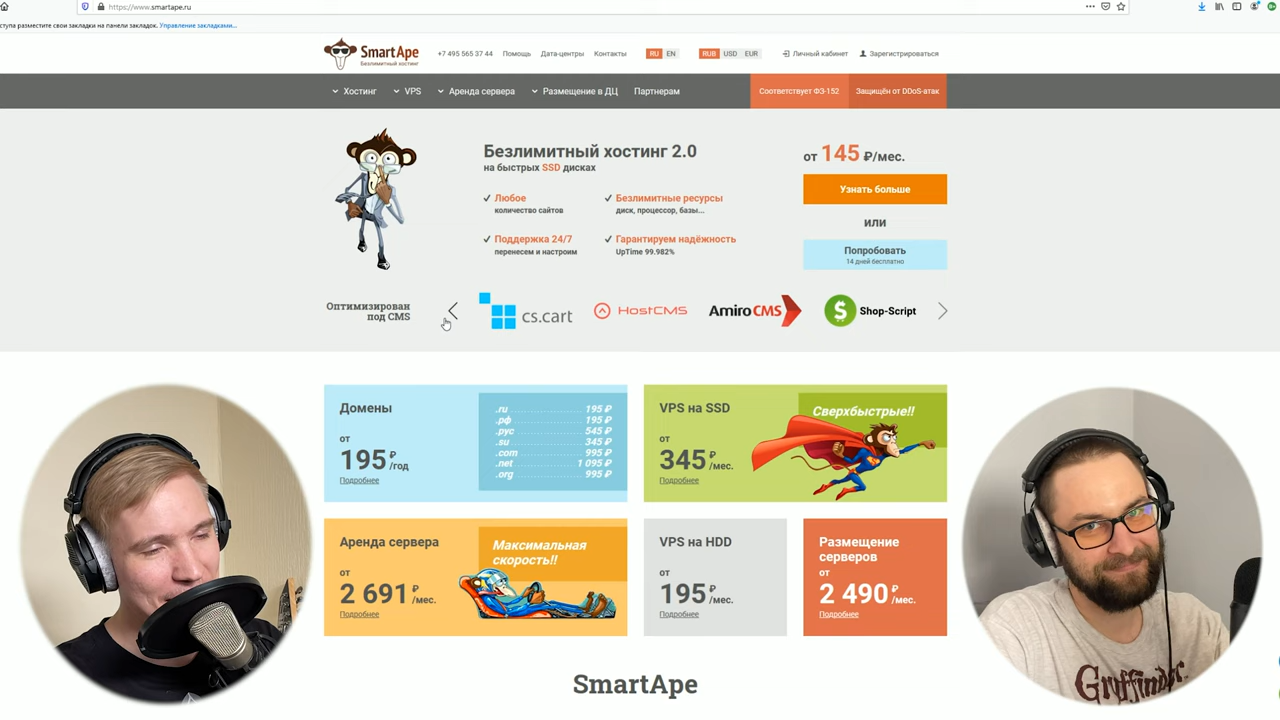 https://www.smartape.ru
ступа разместите свои закладки на панели закладок. Управление закладками...
SmartApe
Безлимитный хостинг
+7 495 565 37 44
Помощь
Дата-центры
Контакты
RU EN
RUB USD EUR
Личный кабинет
Зарегистрироваться
Хостинг
VPS
Аренда сервера
Размещение в ДЦ
Партнерам
Соответствует ФЗ-152
Защищён от DDoS-атак
Безлимитный хостинг 2.0
на быстрых SSD дисках
Любое
количество сайтов
Безлимитные ресурсы
диск, процессор, базы...
Поддержка 24/7
перенесем и настроим
Гарантируем надёжность
UpTime 99.982%
от 145 ₽/мес.
Узнать больше
или
Попробовать
14 дней бесплатно
Оптимизирован
под CMS
cs.cart
HostCMS
AmiroCMS
Shop-Script
Домены
от
195 ₽/год
Подробнее
.ru 195 ₽
.рф 195 ₽
.рус 545 ₽
.su 345 ₽
.com 995 ₽
.net 1 095 ₽
.org 995 ₽
VPS на SSD
от
345 ₽/мес.
Подробнее
Сверхбыстрые!!
Аренда сервера
от
2 691 ₽/мес.
Подробнее
Максимальная
скорость!!
VPS на HDD
от
195 ₽/мес.
Подробнее
Размещение
серверов
от
2 490 ₽/мес.
Подробнее
Gryffindor
SmartApe